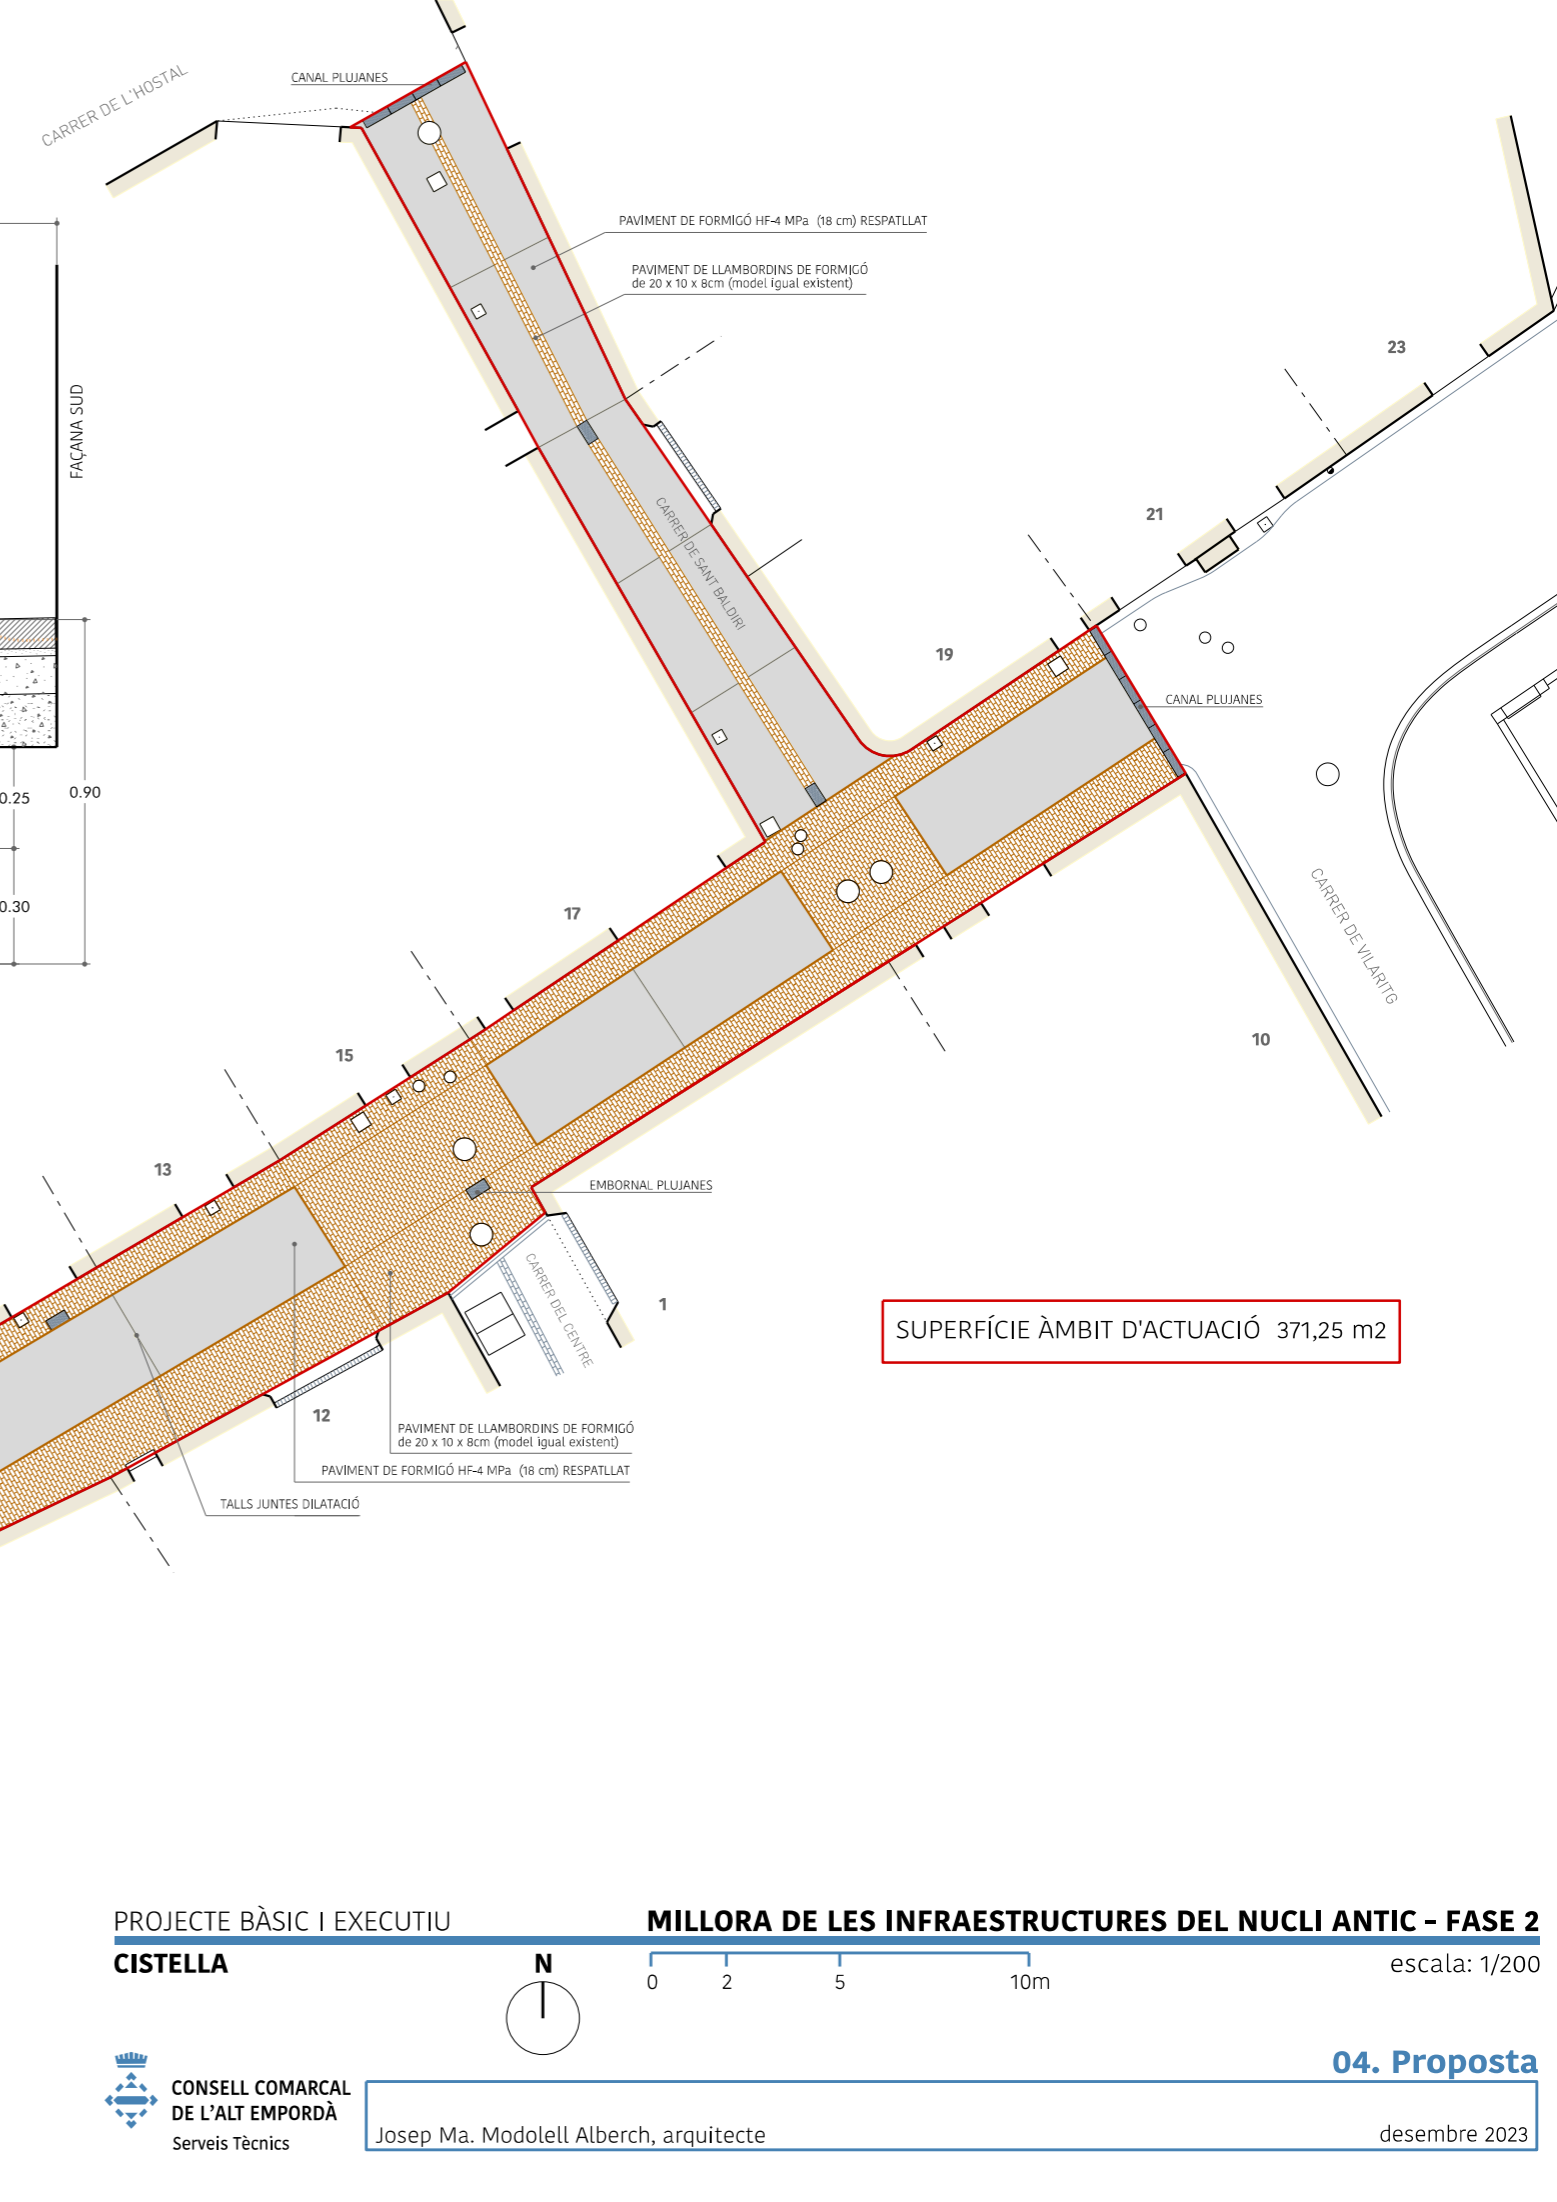 CARRER DE L'HOSTAL
CANAL PLUJANES
PAVIMENT DE FORMIGÓ HF-4 MPa (18 cm) RESPATLLAT
PAVIMENT DE LLAMBORDINS DE FORMIGÓ
de 20 x 10 x 8cm (model igual existent)
FAÇANA SUD
23
21
CARRER DE SANT BALDIRI
19
CANAL PLUJANES
0.25
0.90
0.30
17
CARRER DE VILARITG
10
15
13
EMBORNAL PLUJANES
CARRER DEL CENTRE
1
SUPERFÍCIE ÀMBIT D'ACTUACIÓ 371,25 m2
12
PAVIMENT DE LLAMBORDINS DE FORMIGÓ
de 20 x 10 x 8cm (model igual existent)
PAVIMENT DE FORMIGÓ HF-4 MPa (18 cm) RESPATLLAT
TALLS JUNTES DILATACIÓ
PROJECTE BÀSIC I EXECUTIU
MILLORA DE LES INFRAESTRUCTURES DEL NUCLI ANTIC - FASE 2
CISTELLA
N
0 2 5 10m
escala: 1/200
04. Proposta
CONSELL COMARCAL
DE L'ALT EMPORDÀ
Serveis Tècnics
Josep Ma. Modolell Alberch, arquitecte
desembre 2023